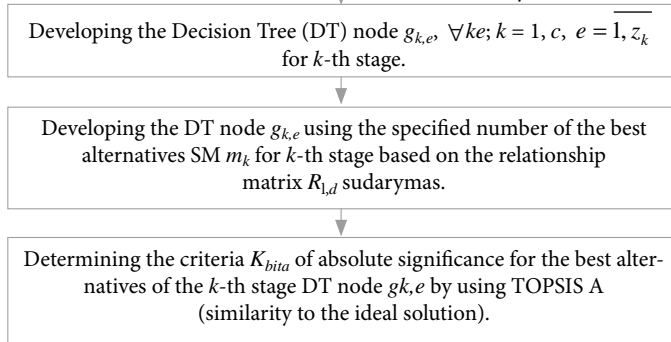 Developing the Decision Tree (DT) node g_{k,e}, ∀ke; k = 1, c, e = \overline{1, z_k}
for k-th stage.
Developing the DT node g_{k,e} using the specified number of the best
alternatives SM m_k for k-th stage based on the relationship
matrix R_{l,d} sudarymas.
Determining the criteria K_{bita} of absolute significance for the best alter-
natives of the k-th stage DT node gk,e by using TOPSIS A
(similarity to the ideal solution).